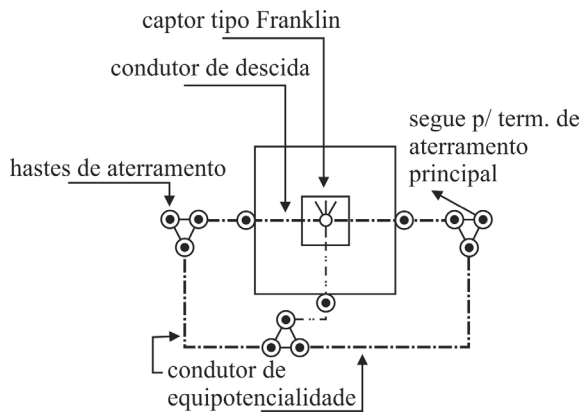 captor tipo Franklin
condutor de descida
segue p/ term. de
aterramento
principal
hastes de aterramento
condutor de
equipotencialidade